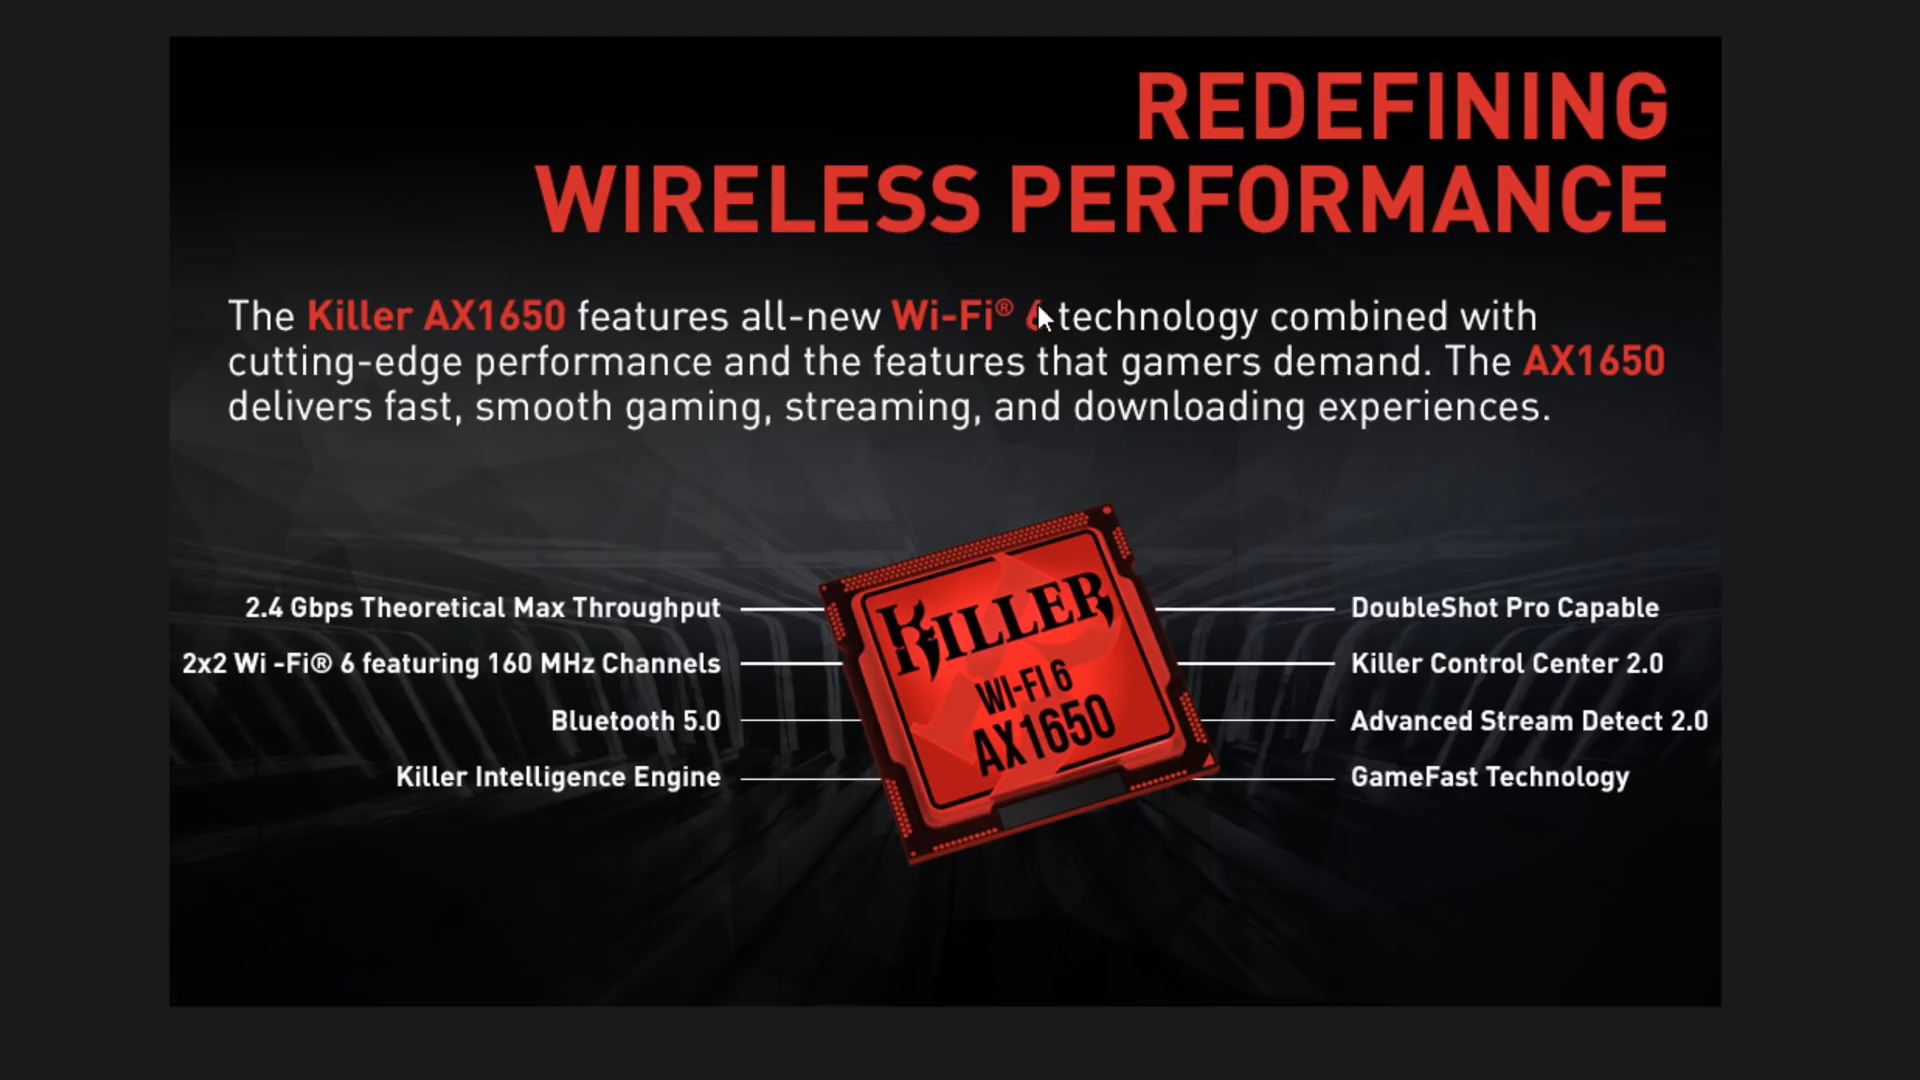 REDEFINING
WIRELESS PERFORMANCE
The Killer AX1650 features all-new Wi-Fi® 6 technology combined with
cutting-edge performance and the features that gamers demand. The AX1650
delivers fast, smooth gaming, streaming, and downloading experiences.
2.4 Gbps Theoretical Max Throughput
2x2 Wi -Fi® 6 featuring 160 MHz Channels
Bluetooth 5.0
Killer Intelligence Engine
KILLER
WI-FI 6
AX1650
DoubleShot Pro Capable
Killer Control Center 2.0
Advanced Stream Detect 2.0
GameFast Technology